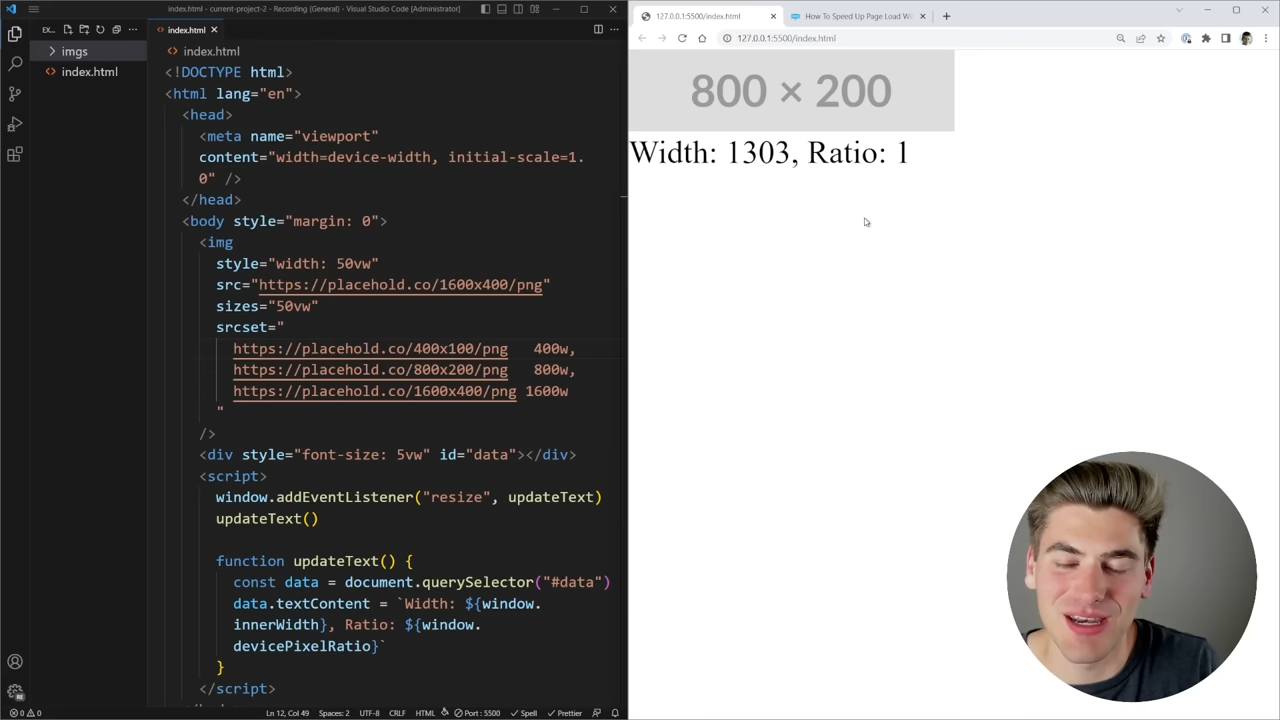 index.html - current-project-2 - Recording (General) - Visual Studio Code [Administrator]
EX...
index.html
imgs
index.html
index.html
<!DOCTYPE html>
<html lang="en">
<head>
<meta name="viewport"
content="width=device-width, initial-scale=1.
0" />
</head>
<body style="margin: 0">
<img
style="width: 50vw"
src="https://placehold.co/1600x400/png"
sizes="50vw"
srcset="
https://placehold.co/400x100/png 400w,
https://placehold.co/800x200/png 800w,
https://placehold.co/1600x400/png 1600w
"
/>
<div style="font-size: 5vw" id="data"></div>
<script>
window.addEventListener("resize", updateText)
updateText()
function updateText() {
const data = document.querySelector("#data")
data.textContent = `Width: ${window.
innerWidth}, Ratio: ${window.
devicePixelRatio}`
}
</script>
0 0
Ln 12, Col 49
Spaces: 2
UTF-8
CRLF
HTML
Port : 5500
Spell
Prettier
127.0.0.1:5500/index.html
How To Speed Up Page Load W
127.0.0.1:5500/index.html
800 × 200
Width: 1303, Ratio: 1